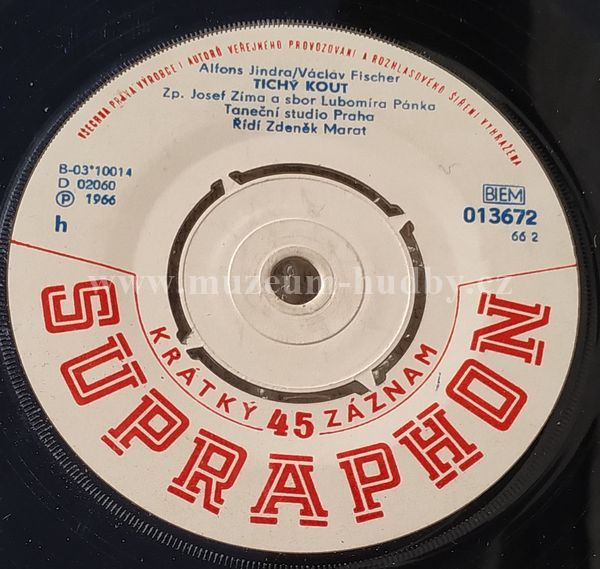 VŠECHNA PRÁVA VÝROBCE I AUTORŮ VEŘEJNÉHO PROVOZOVÁNÍ A ROZHLASOVÉHO ŠÍŘENÍ VYHRAZENA
Alfons Jindra/Václav Fischer
TICHÝ KOUT
Zp. Josef Zíma a sbor Lubomíra Pánka
Taneční studio Praha
Řídí Zdeněk Marat
B-03*10014
D 02060
Ⓟ 1966
h
BIEM
013672
66 2
www.muzeum-hudby.cz
KRÁTKÝ 45 ZÁZNAM
SUPRAPHON